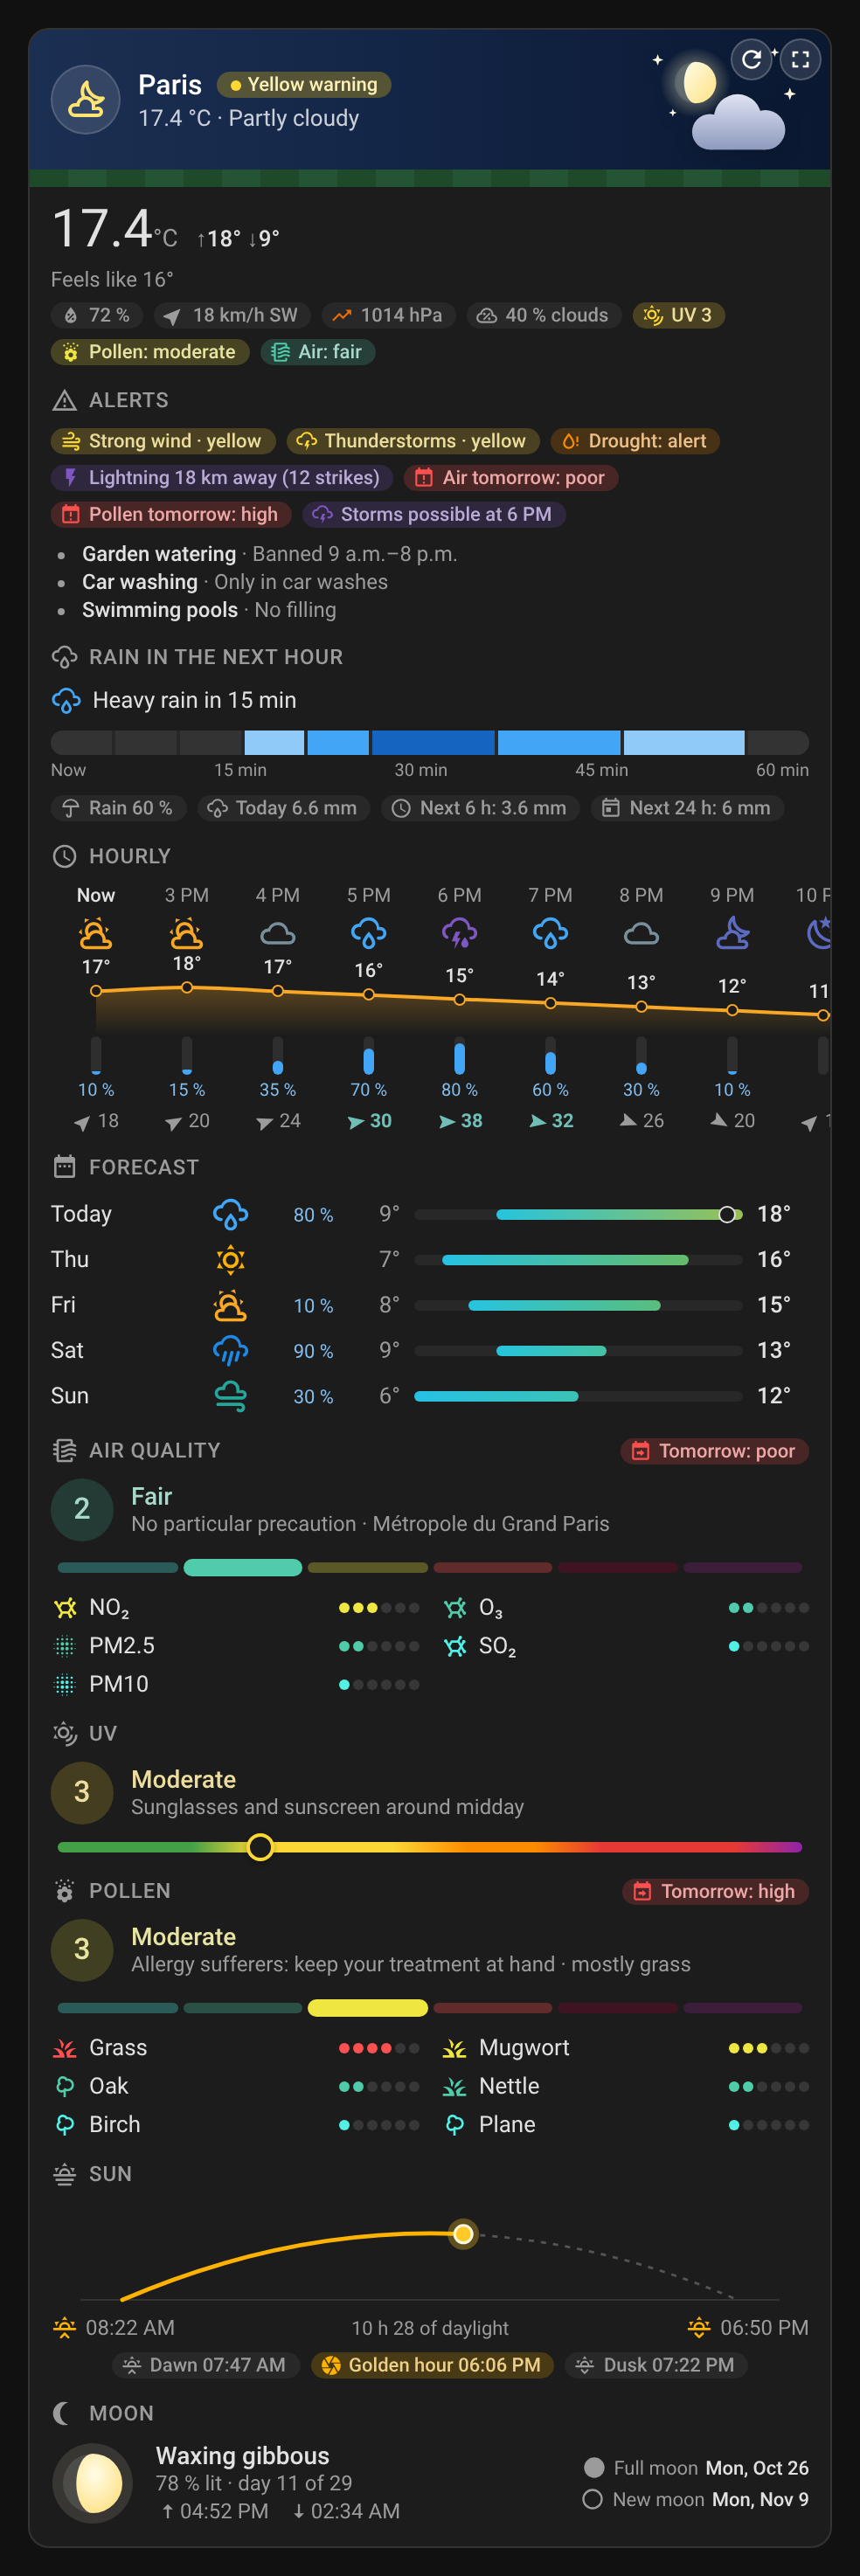 Paris Yellow warning
17.4 °C · Partly cloudy
17.4°C ↑18° ↓9°
Feels like 16°
72 % 18 km/h SW 1014 hPa 40 % clouds UV 3
Pollen: moderate Air: fair
ALERTS
Strong wind · yellow Thunderstorms · yellow Drought: alert
Lightning 18 km away (12 strikes) Air tomorrow: poor
Pollen tomorrow: high Storms possible at 6 PM
• Garden watering · Banned 9 a.m.–8 p.m.
• Car washing · Only in car washes
• Swimming pools · No filling
RAIN IN THE NEXT HOUR
Heavy rain in 15 min
Now 15 min 30 min 45 min 60 min
Rain 60 % Today 6.6 mm Next 6 h: 3.6 mm Next 24 h: 6 mm
HOURLY
Now 3 PM 4 PM 5 PM 6 PM 7 PM 8 PM 9 PM 10 P
17° 18° 17° 16° 15° 14° 13° 12° 11
10 % 15 % 35 % 70 % 80 % 60 % 30 % 10 %
18 20 24 30 38 32 26 20 1
FORECAST
Today 80 % 9° 18°
Thu 7° 16°
Fri 10 % 8° 15°
Sat 90 % 9° 13°
Sun 30 % 6° 12°
AIR QUALITY Tomorrow: poor
2 Fair
No particular precaution · Métropole du Grand Paris
NO₂ O₃
PM2.5 SO₂
PM10
UV
3 Moderate
Sunglasses and sunscreen around midday
POLLEN Tomorrow: high
3 Moderate
Allergy sufferers: keep your treatment at hand · mostly grass
Grass Mugwort
Oak Nettle
Birch Plane
SUN
08:22 AM 10 h 28 of daylight 06:50 PM
Dawn 07:47 AM Golden hour 06:06 PM Dusk 07:22 PM
MOON
Waxing gibbous
78 % lit · day 11 of 29
↑ 04:52 PM ↓ 02:34 AM
Full moon Mon, Oct 26
New moon Mon, Nov 9